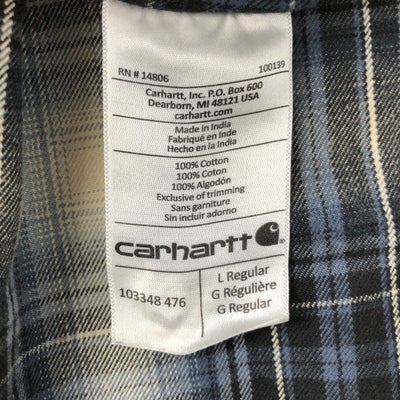 RN # 14806 100139
Carhartt, Inc. P.O. Box 600
Dearborn, MI 48121 USA
carhartt.com
Made in India
Fabriqué en Inde
Hecho en la India
100% Cotton
100% Coton
100% Algodón
Exclusive of trimming
Sans garniture
Sin incluir adorno
carhartt
103348 476
L Regular
G Régulière
G Regular